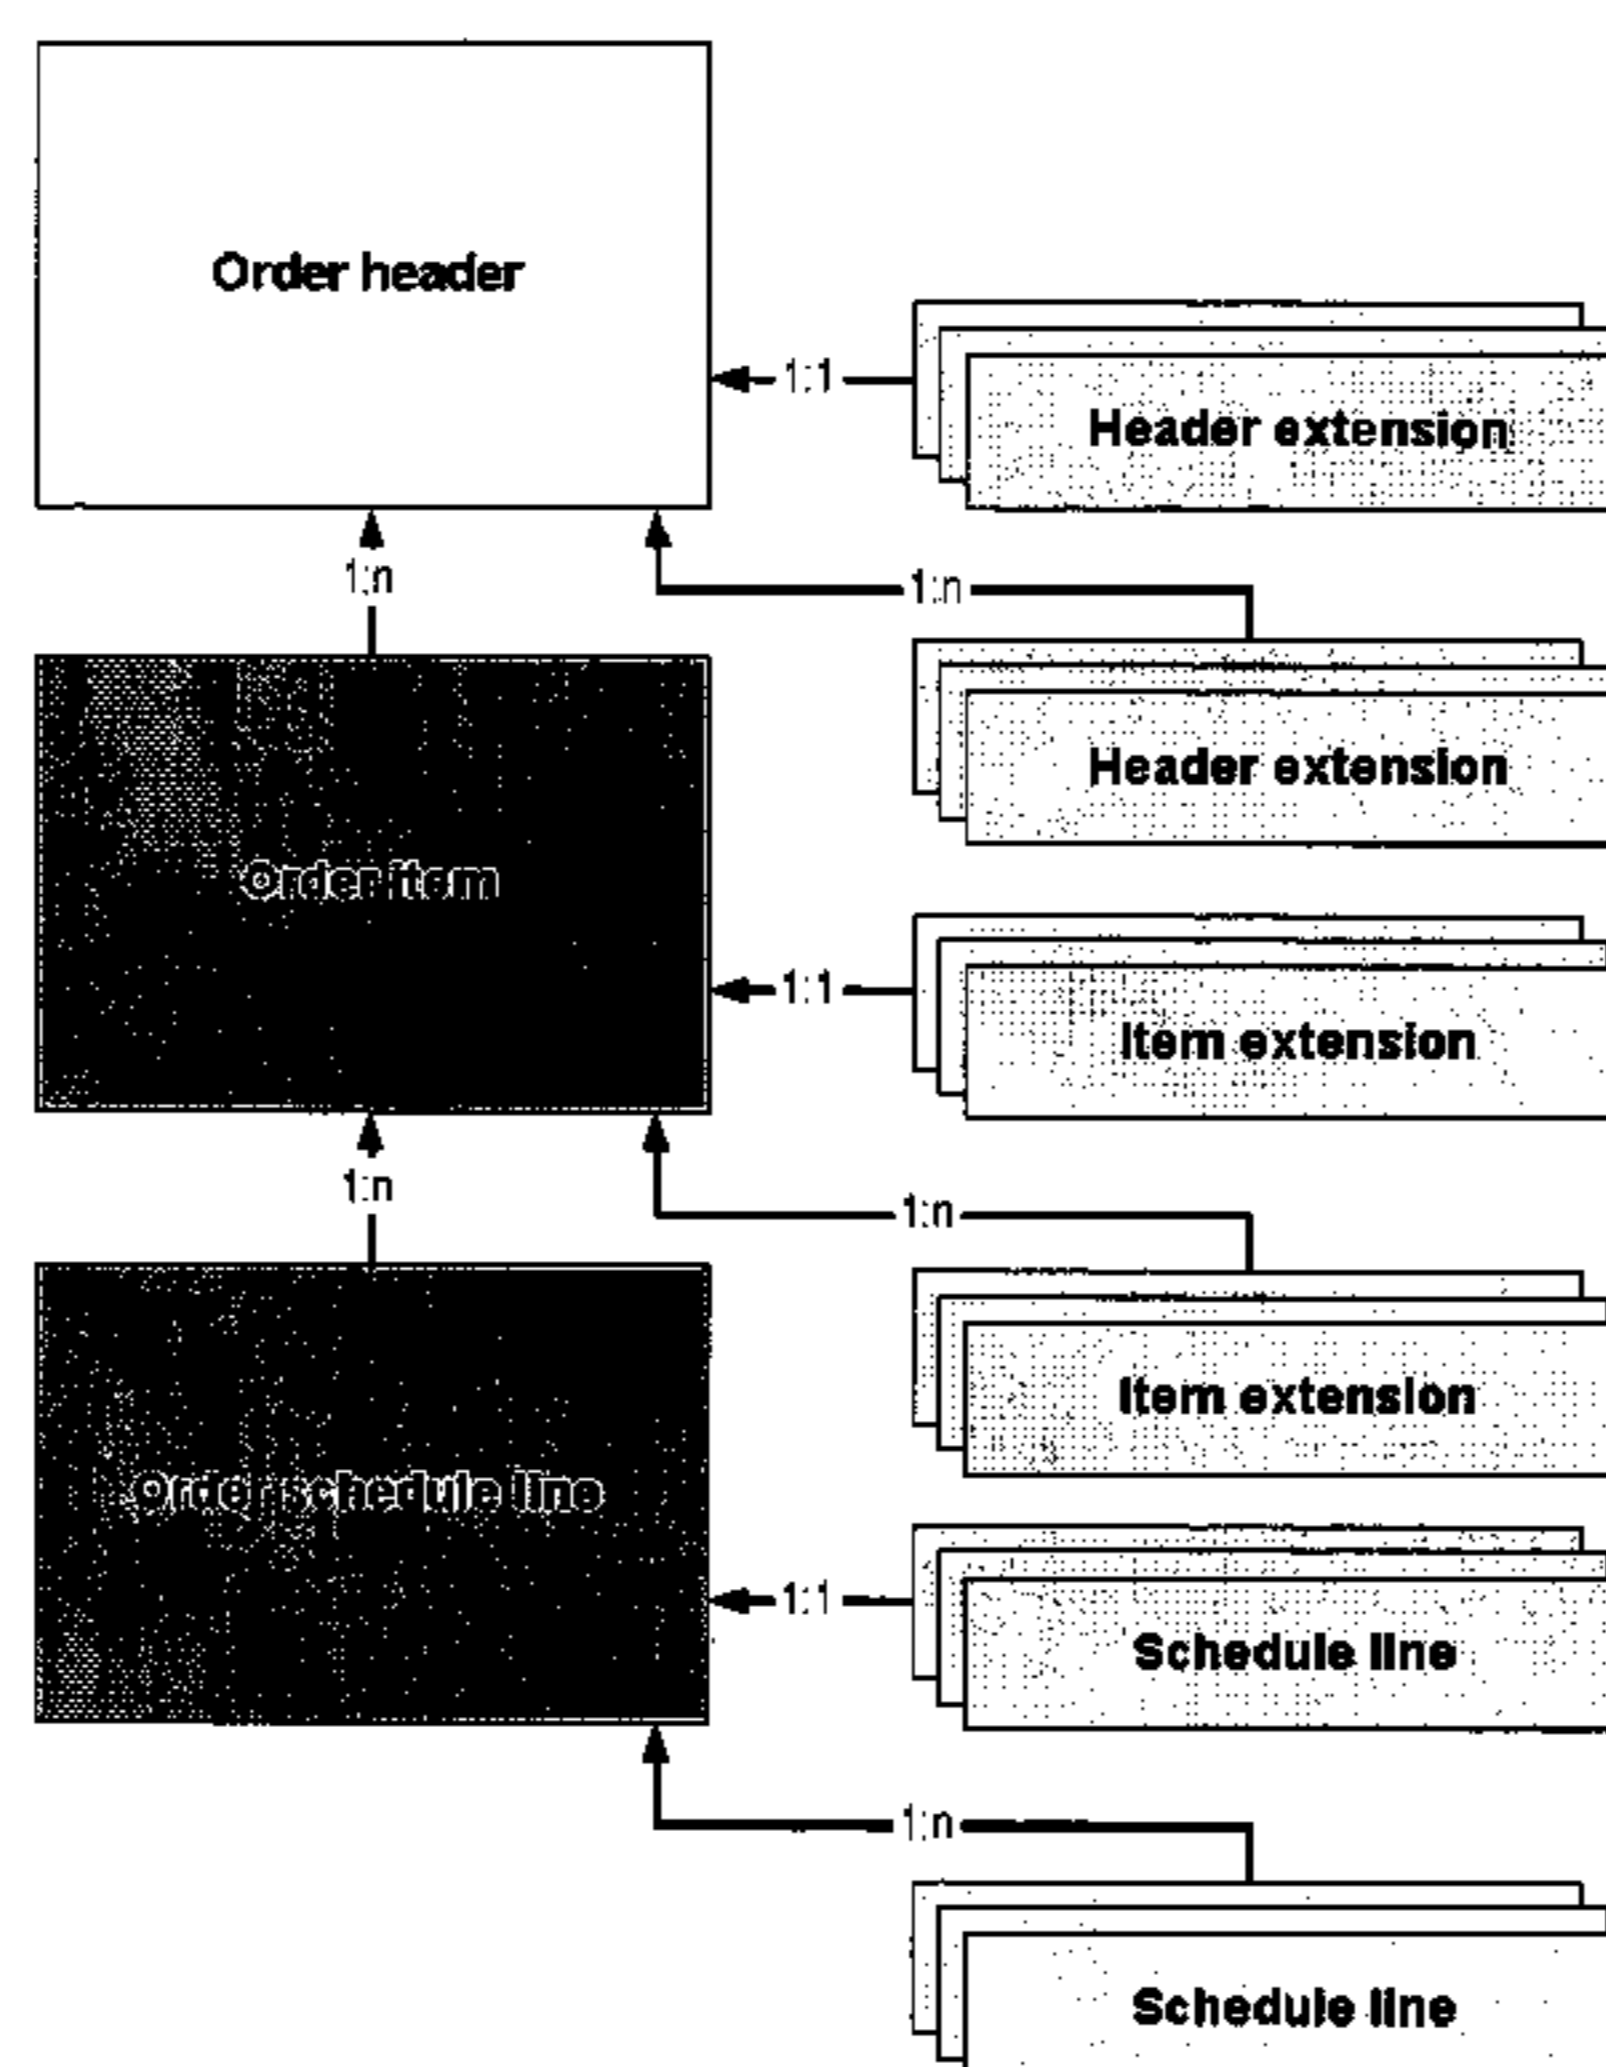 Order header
1:1
Header extension
1:n
1:n
Header extension
Order item
1:1
Item extension
1:n
1:n
Item extension
Order schedule line
1:1
Schedule line
1:n
Schedule line